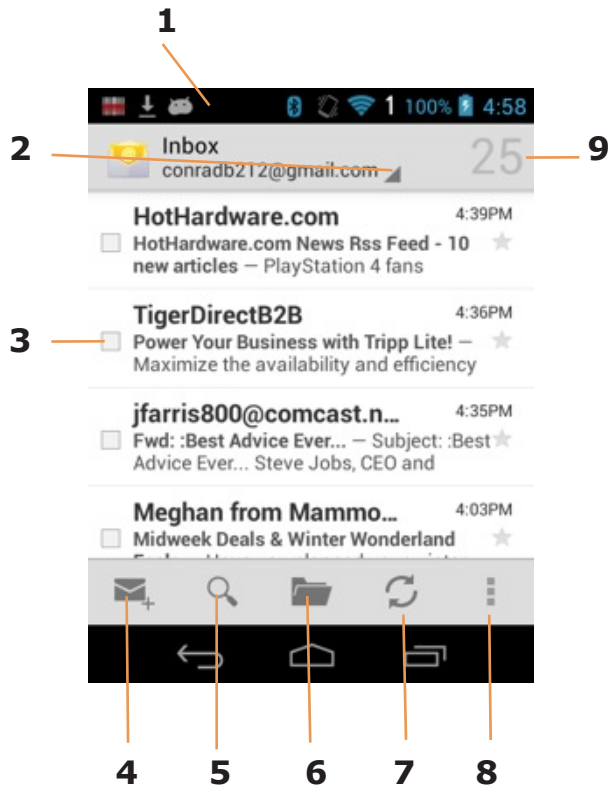 1
1 100% 4:58
2
Inbox
25
9
conradb212@gmail.com
HotHardware.com 4:39PM
HotHardware.com News Rss Feed - 10
new articles — PlayStation 4 fans
TigerDirectB2B 4:36PM
3
Power Your Business with Tripp Lite! —
Maximize the availability and efficiency
jfarris800@comcast.n... 4:35PM
Fwd: :Best Advice Ever... — Subject: :Best
Advice Ever... Steve Jobs, CEO and
Meghan from Mammo... 4:03PM
Midweek Deals & Winter Wonderland
4 5 6 7 8